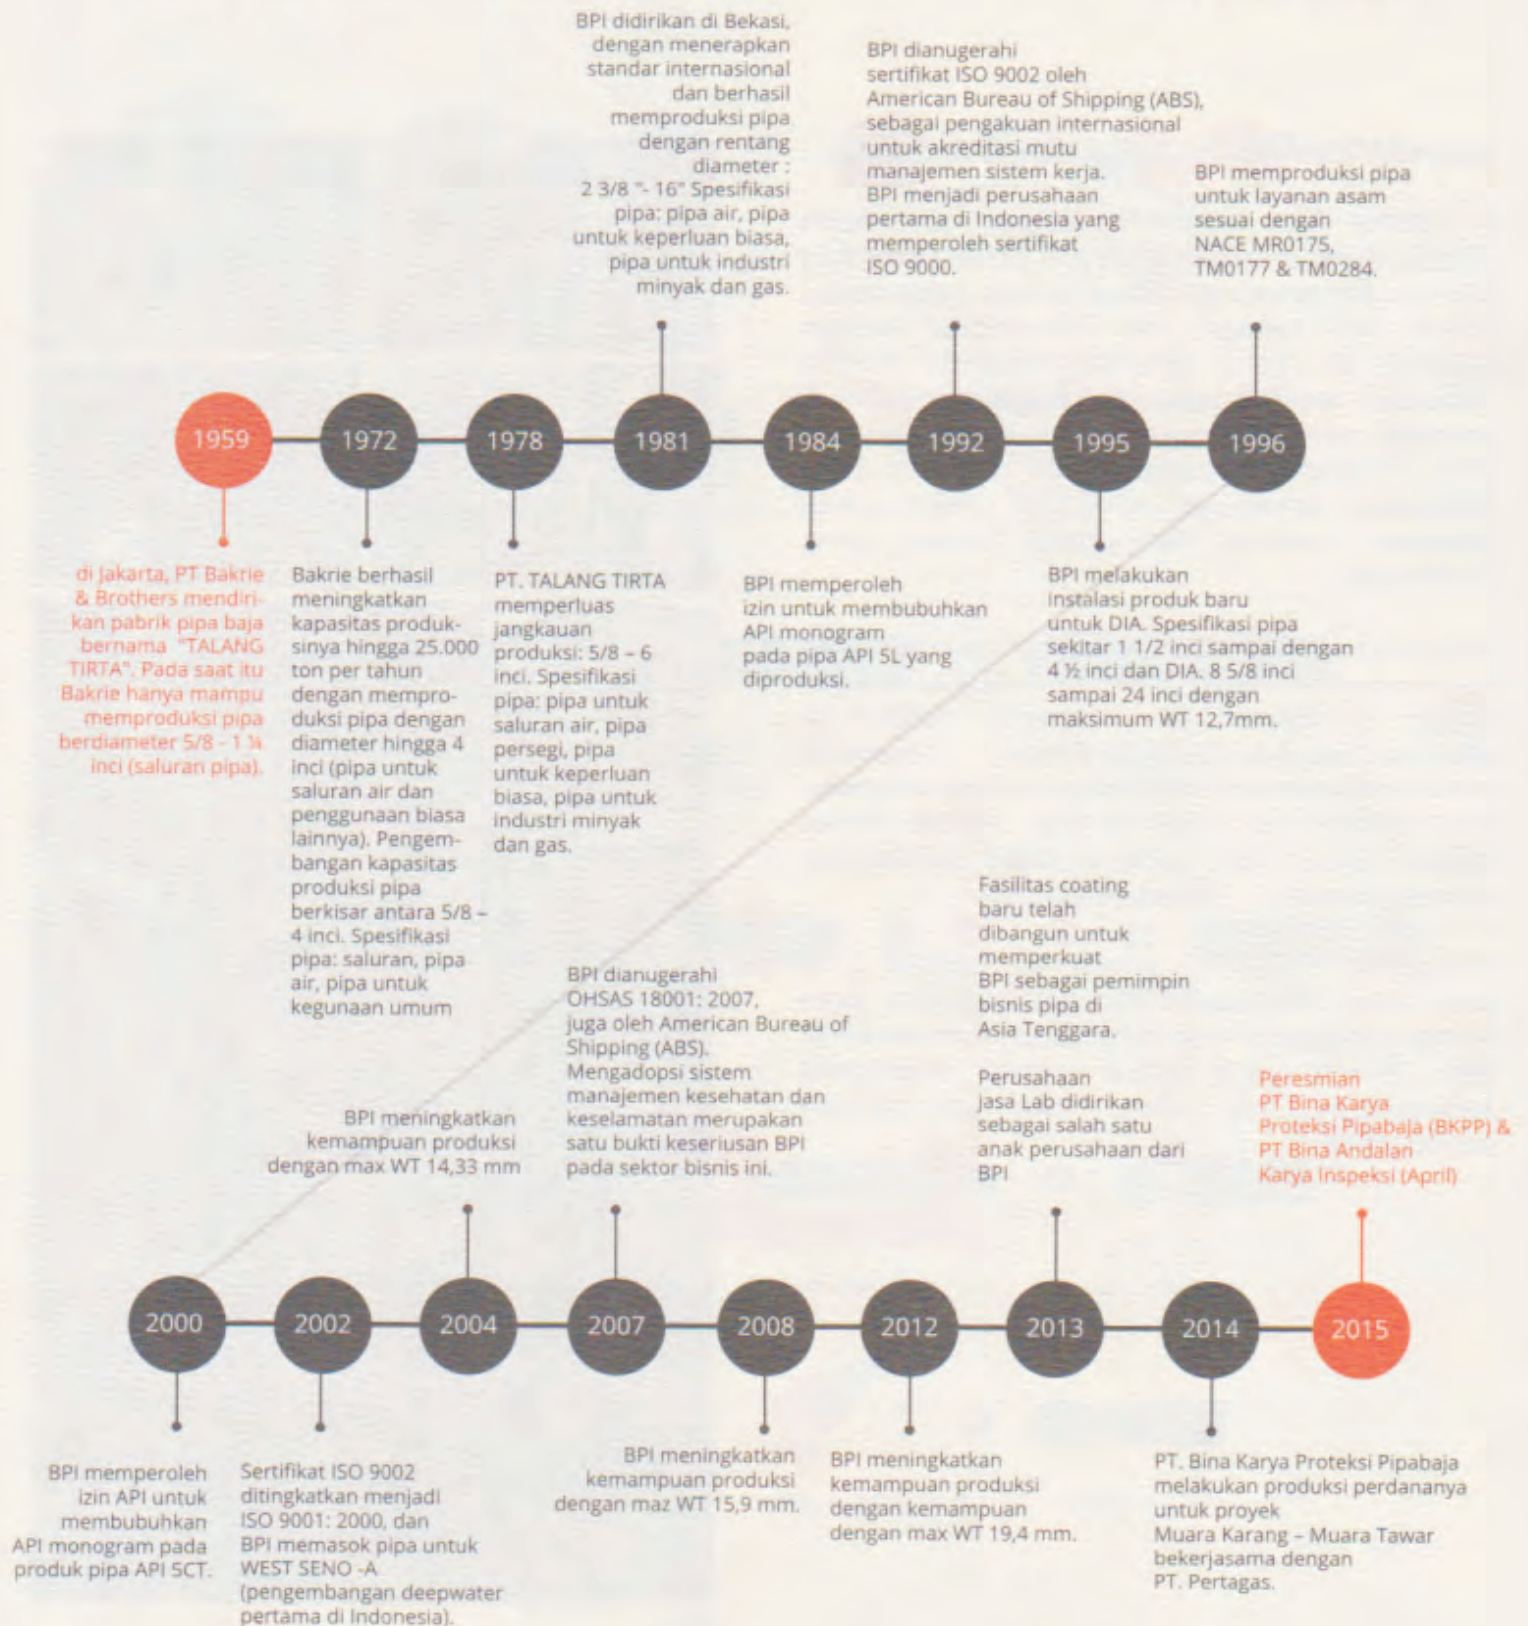 BPI didirikan di Bekasi,
dengan menerapkan
standar internasional
dan berhasil
memproduksi pipa
dengan rentang
diameter :
2 3/8 "- 16" Spesifikasi
pipa: pipa air, pipa
untuk keperluan biasa,
pipa untuk industri
minyak dan gas.
BPI dianugerahi
sertifikat ISO 9002 oleh
American Bureau of Shipping (ABS),
sebagai pengakuan internasional
untuk akreditasi mutu
manajemen sistem kerja.
BPI menjadi perusahaan
pertama di Indonesia yang
memperoleh sertifikat
ISO 9000.
BPI memproduksi pipa
untuk layanan asam
sesuai dengan
NACE MR0175,
TM0177 & TM0284.
1959
1972
1978
1981
1984
1992
1995
1996
di Jakarta, PT Bakrie
& Brothers mendiri-
kan pabrik pipa baja
bernama "TALANG
TIRTA". Pada saat itu
Bakrie hanya mampu
memproduksi pipa
berdiameter 5/8 - 1 ¼
inci (saluran pipa).
Bakrie berhasil
meningkatkan
kapasitas produk-
sinya hingga 25.000
ton per tahun
dengan mempro-
duksi pipa dengan
diameter hingga 4
inci (pipa untuk
saluran air dan
penggunaan biasa
lainnya). Pengem-
bangan kapasitas
produksi pipa
berkisar antara 5/8 –
4 inci. Spesifikasi
pipa: saluran, pipa
air, pipa untuk
kegunaan umum
PT. TALANG TIRTA
memperluas
jangkauan
produksi: 5/8 – 6
inci. Spesifikasi
pipa: pipa untuk
saluran air, pipa
persegi, pipa
untuk keperluan
biasa, pipa untuk
industri minyak
dan gas.
BPI memperoleh
izin untuk membubuhkan
API monogram
pada pipa API 5L yang
diproduksi.
BPI melakukan
instalasi produk baru
untuk DIA. Spesifikasi pipa
sekitar 1 1/2 inci sampai dengan
4 ½ inci dan DIA. 8 5/8 inci
sampai 24 inci dengan
maksimum WT 12,7mm.
BPI meningkatkan
kemampuan produksi
dengan max WT 14,33 mm
BPI dianugerahi
OHSAS 18001: 2007,
juga oleh American Bureau of
Shipping (ABS).
Mengadopsi sistem
manajemen kesehatan dan
keselamatan merupakan
satu bukti keseriusan BPI
pada sektor bisnis ini.
Fasilitas coating
baru telah
dibangun untuk
memperkuat
BPI sebagai pemimpin
bisnis pipa di
Asia Tenggara.
Perusahaan
jasa Lab didirikan
sebagai salah satu
anak perusahaan dari
BPI
Peresmian
PT Bina Karya
Proteksi Pipabaja (BKPP) &
PT Bina Andalan
Karya Inspeksi (April)
2000
2002
2004
2007
2008
2012
2013
2014
2015
BPI memperoleh
izin API untuk
membubuhkan
API monogram pada
produk pipa API 5CT.
Sertifikat ISO 9002
ditingkatkan menjadi
ISO 9001: 2000, dan
BPI memasok pipa untuk
WEST SENO -A
(pengembangan deepwater
pertama di Indonesia).
BPI meningkatkan
kemampuan produksi
dengan maz WT 15,9 mm.
BPI meningkatkan
kemampuan produksi
dengan kemampuan
dengan max WT 19,4 mm.
PT. Bina Karya Proteksi Pipabaja
melakukan produksi perdananya
untuk proyek
Muara Karang – Muara Tawar
bekerjasama dengan
PT. Pertagas.